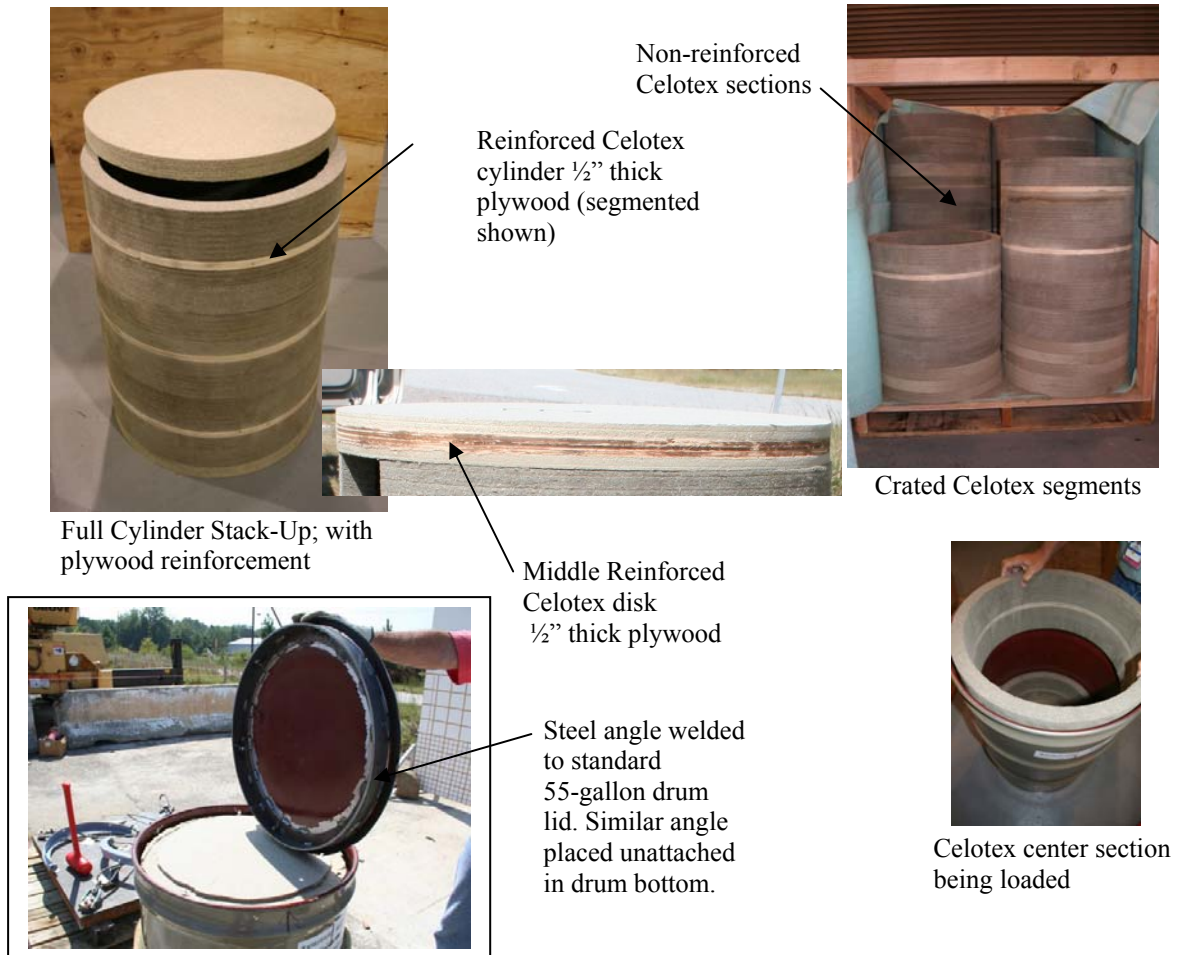 Non-reinforced
Celotex sections
Reinforced Celotex
cylinder ½” thick
plywood (segmented
shown)
Crated Celotex segments
Full Cylinder Stack-Up; with
plywood reinforcement
Middle Reinforced
Celotex disk
½” thick plywood
Steel angle welded
to standard
55-gallon drum
lid. Similar angle
placed unattached
in drum bottom.
Celotex center section
being loaded